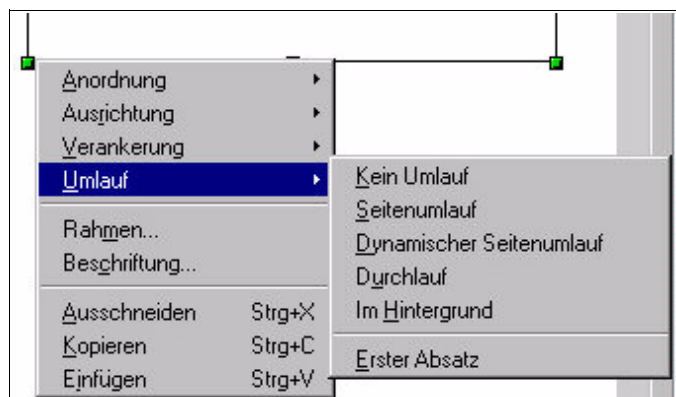 Anordnung
Ausrichtung
Verankerung
Umlauf
Rahmen...
Beschriftung...
Ausschneiden Strg+X
Kopieren Strg+C
Einfügen Strg+V
Kein Umlauf
Seitenumlauf
Dynamischer Seitenumlauf
Durchlauf
Im Hintergrund
Erster Absatz